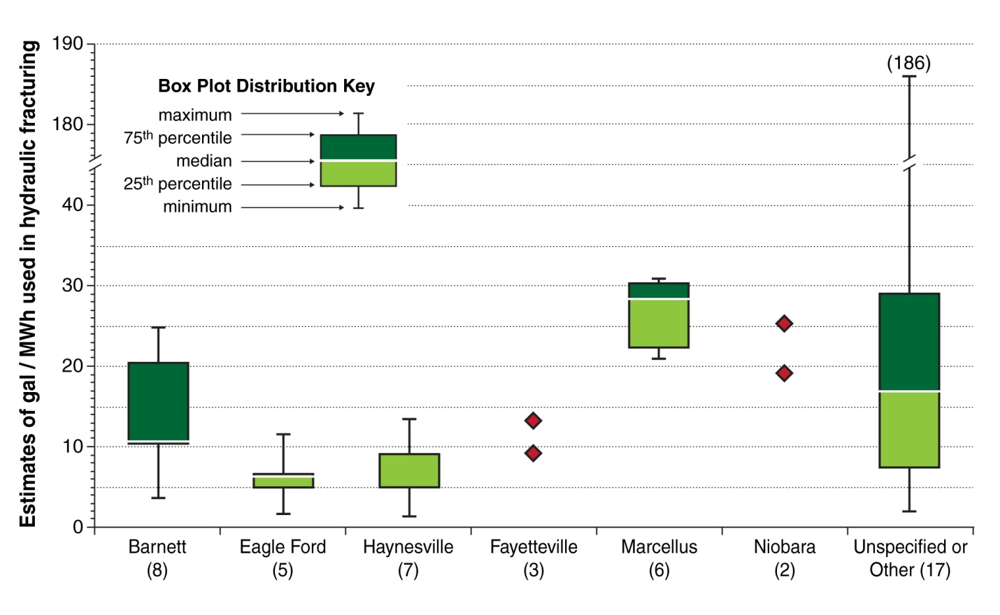 Estimates of gal / MWh used in hydraulic fracturing
190
180
40
30
20
10
0
Box Plot Distribution Key
maximum
75th percentile
median
25th percentile
minimum
(186)
Barnett
(8)
Eagle Ford
(5)
Haynesville
(7)
Fayetteville
(3)
Marcellus
(6)
Niobara
(2)
Unspecified or
Other (17)